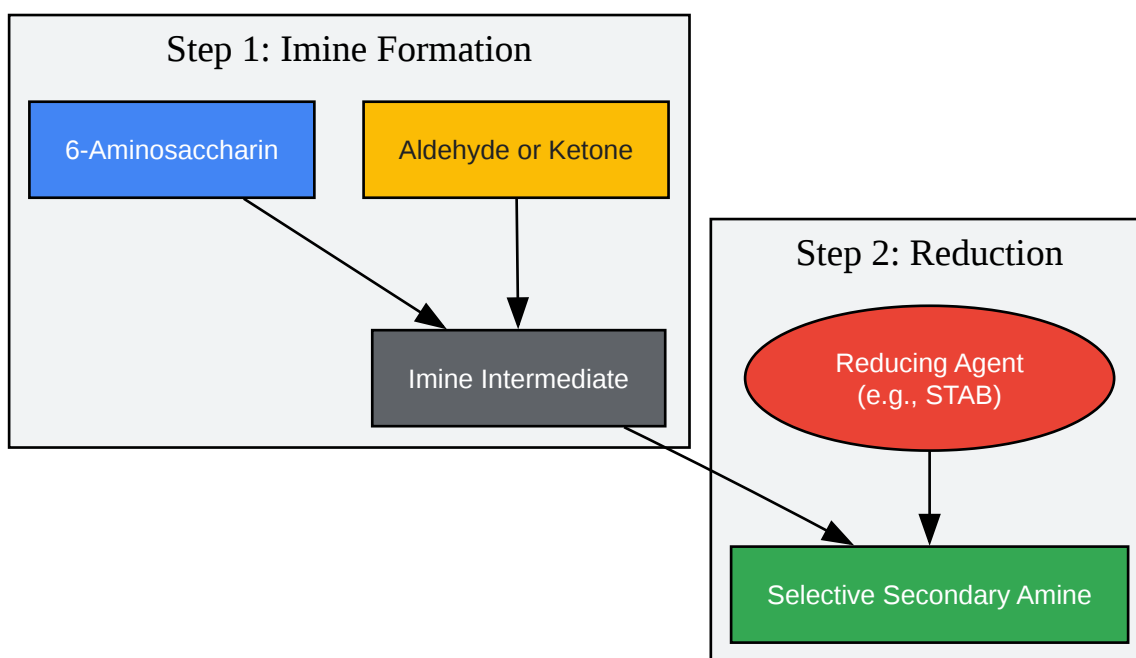 Step 1: Imine Formation
6-Aminosaccharin
Aldehyde or Ketone
Imine Intermediate
Step 2: Reduction
Reducing Agent
(e.g., STAB)
Selective Secondary Amine